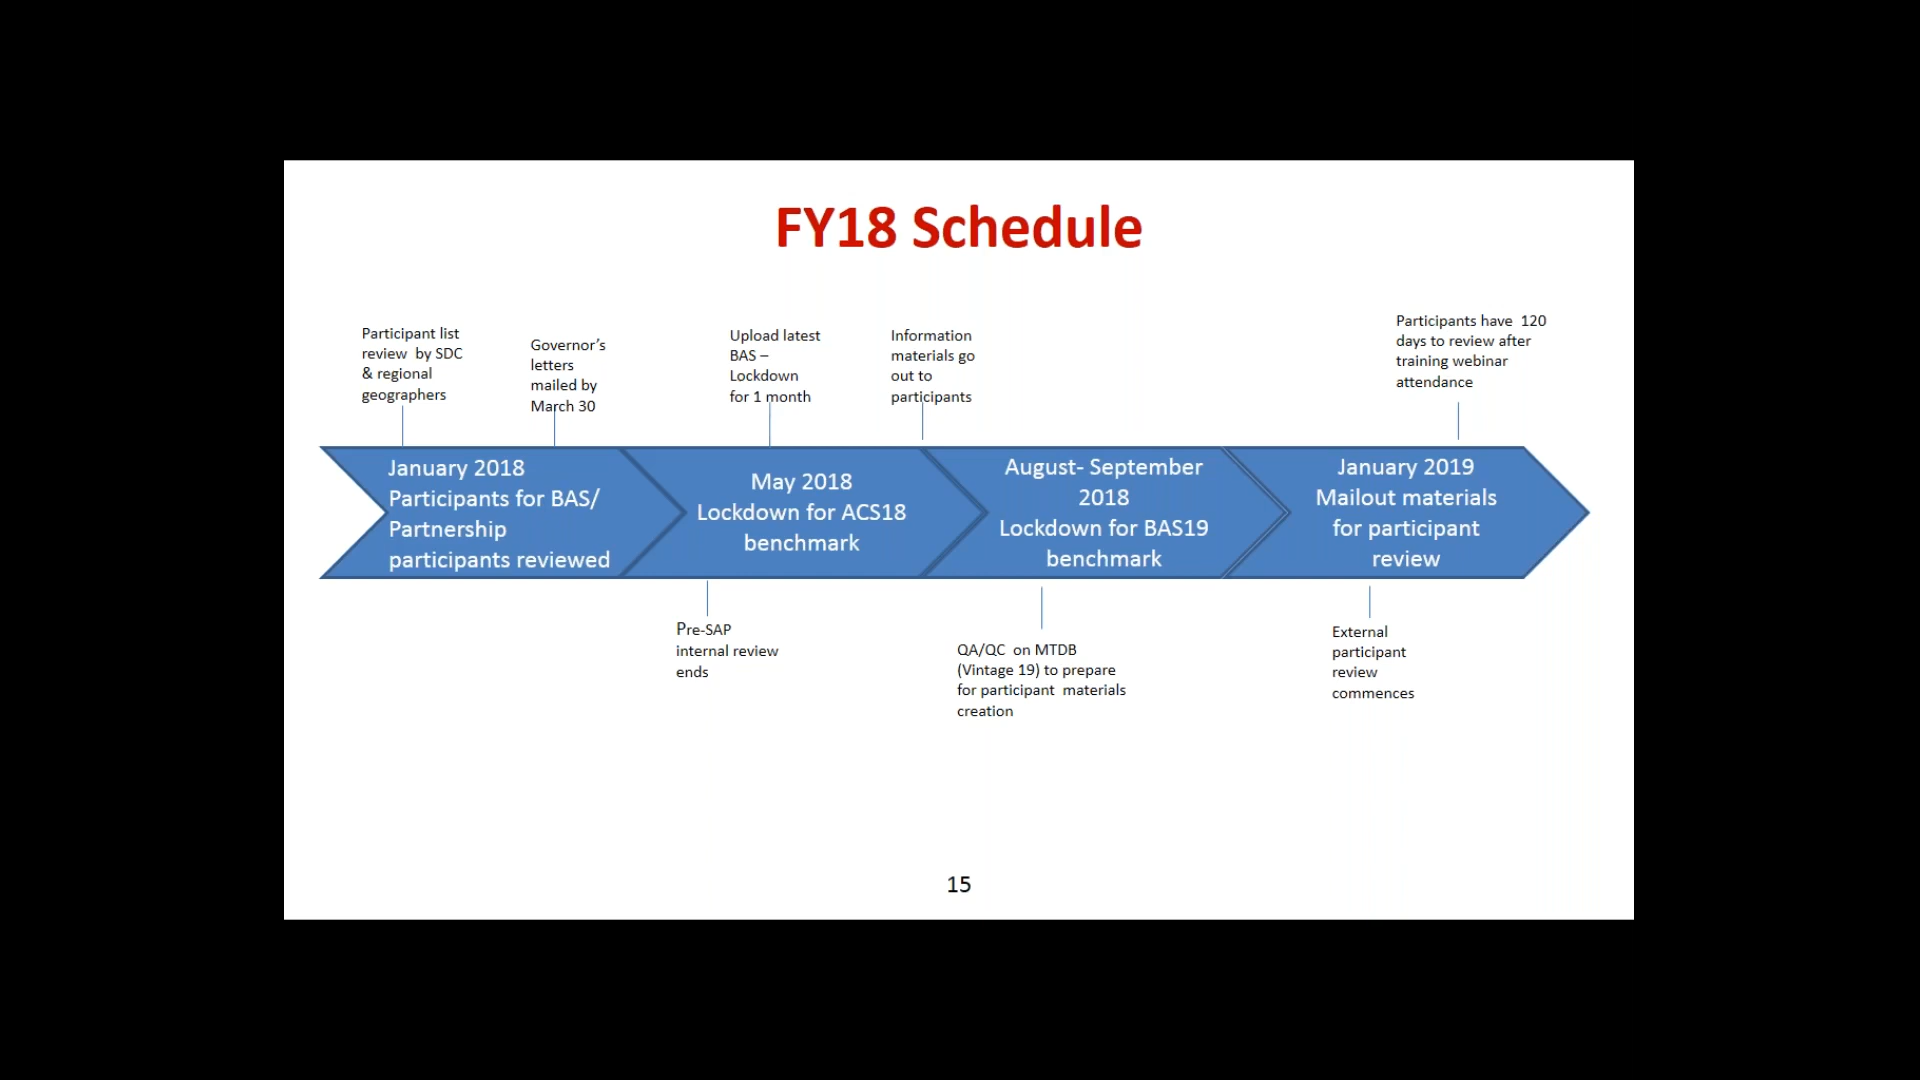 FY18 Schedule
Participant list
review by SDC
& regional
geographers
Governor’s
letters
mailed by
March 30
Upload latest
BAS –
Lockdown
for 1 month
Information
materials go
out to
participants
Participants have 120
days to review after
training webinar
attendance
January 2018
Participants for BAS/
Partnership
participants reviewed
May 2018
Lockdown for ACS18
benchmark
August- September
2018
Lockdown for BAS19
benchmark
January 2019
Mailout materials
for participant
review
Pre-SAP
internal review
ends
QA/QC on MTDB
(Vintage 19) to prepare
for participant materials
creation
External
participant
review
commences
15